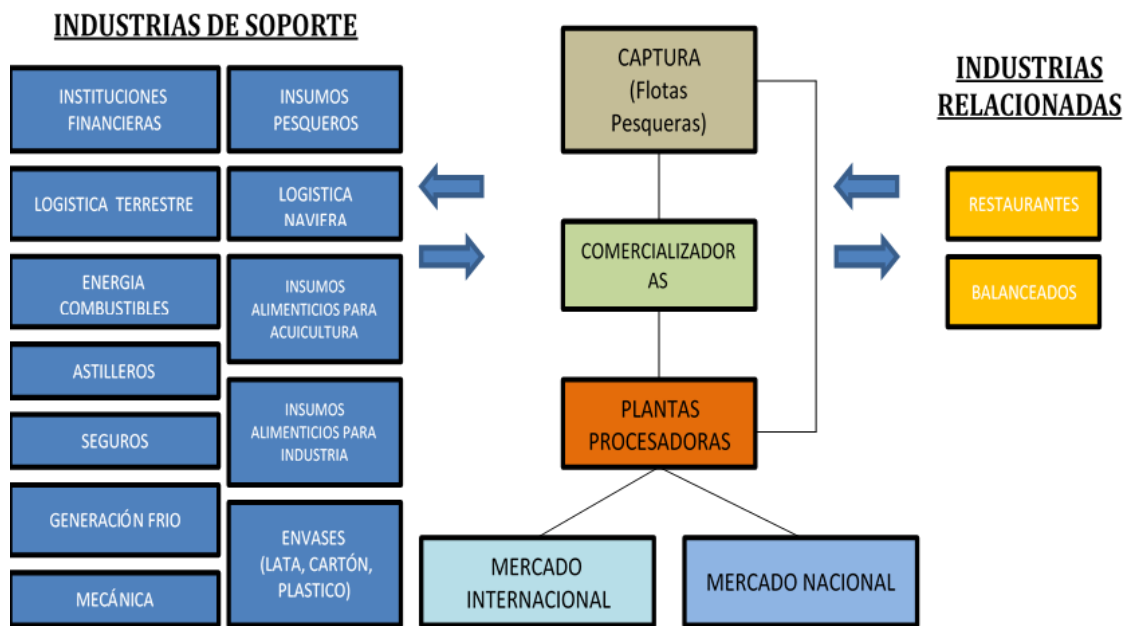 INDUSTRIAS DE SOPORTE
INSTITUCIONES
FINANCIERAS
INSUMOS
PESQUEROS
LOGISTICA TERRESTRE
LOGISTICA
NAVIFRA
ENERGIA
COMBUSTIBLES
INSUMOS
ALIMENTICIOS PARA
ACUICULTURA
ASTILLEROS
SEGUROS
INSUMOS
ALIMENTICIOS PARA
INDUSTRIA
GENERACIÓN FRIO
ENVASES
(LATA, CARTÓN,
PLASTICO)
MECÁNICA
CAPTURA
(Flotas
Pesqueras)
COMERCIALIZADOR
AS
PLANTAS
PROCESADORAS
MERCADO
INTERNACIONAL
MERCADO NACIONAL
INDUSTRIAS
RELACIONADAS
RESTAURANTES
BALANCEADOS